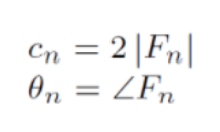 cₙ = 2 |Fₙ|
θₙ = ∠Fₙ